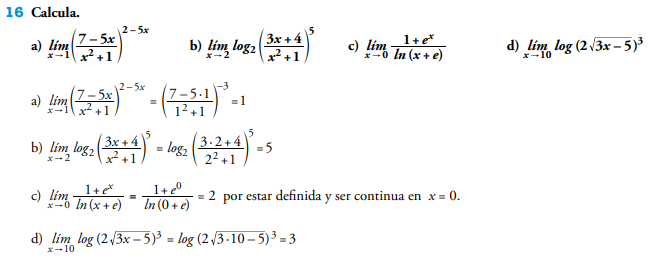 16 Calcula.
a) lím x→1 ((7 – 5x)/(x² + 1))^(2 – 5x) b) lím x→2 log₂ ((3x + 4)/(x² + 1))⁵ c) lím x→0 (1 + eˣ)/(ln (x + e)) d) lím x→10 log (2√(3x – 5))³
a) lím x→1 ((7 – 5x)/(x² + 1))^(2 – 5x) = ((7 – 5·1)/(1² + 1))^(–3) = 1
b) lím x→2 log₂ ((3x + 4)/(x² + 1))⁵ = log₂ ((3·2 + 4)/(2² + 1))⁵ = 5
c) lím x→0 (1 + eˣ)/(ln (x + e)) = (1 + e⁰)/(ln (0 + e)) = 2 por estar definida y ser continua en x = 0.
d) lím x→10 log (2√(3x – 5))³ = log (2√(3·10 – 5))³ = 3